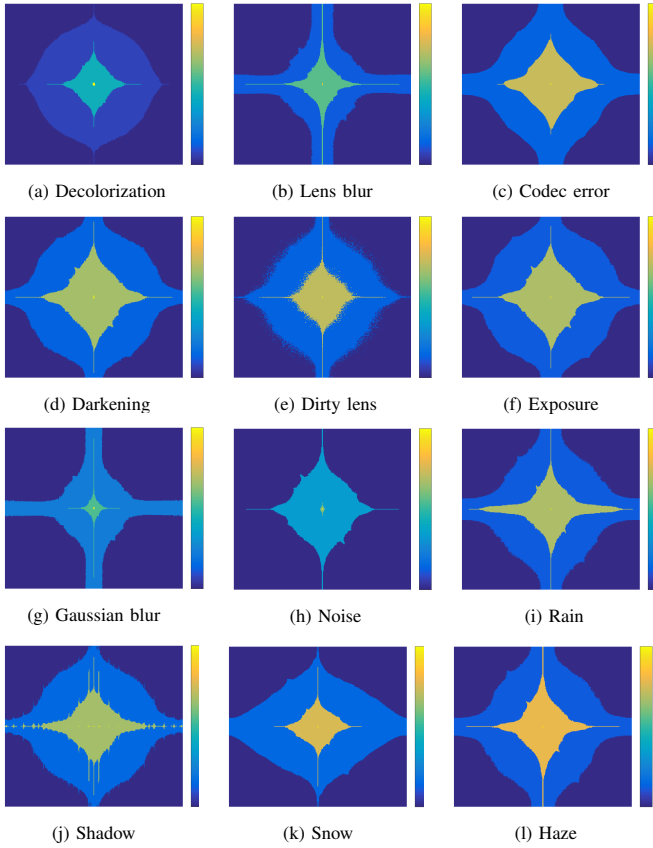 (a) Decolorization
(b) Lens blur
(c) Codec error
(d) Darkening
(e) Dirty lens
(f) Exposure
(g) Gaussian blur
(h) Noise
(i) Rain
(j) Shadow
(k) Snow
(l) Haze